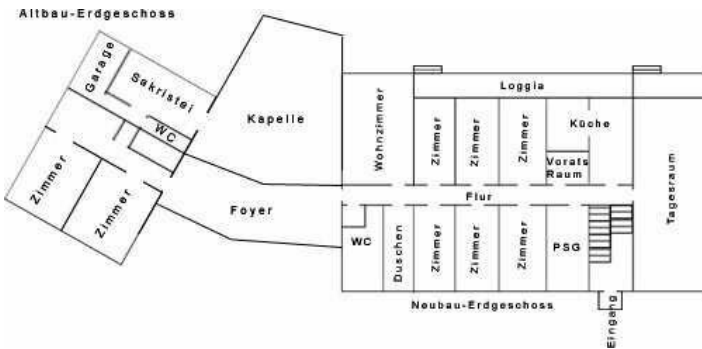 Altbau-Erdgeschoss
Garage
Sakristei
WC
Kapelle
Zimmer
Zimmer
Foyer
Wohnzimmer
Loggia
Zimmer
Zimmer
Zimmer
Küche
Vorats
Raum
Tagesraum
Flur
WC
Duschen
Zimmer
Zimmer
Zimmer
PSG
Neubau-Erdgeschoss
Eingang